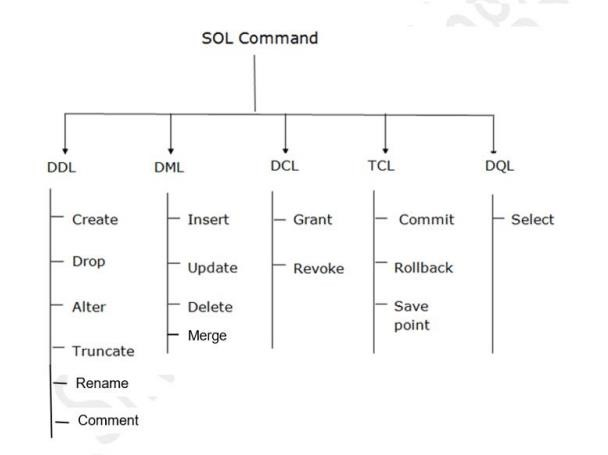 SOL Command
DDL DML DCL TCL DQL
Create Insert Grant Commit Select
Drop Update Revoke Rollback
Alter Delete Save
point
Merge
Truncate
Rename
Comment